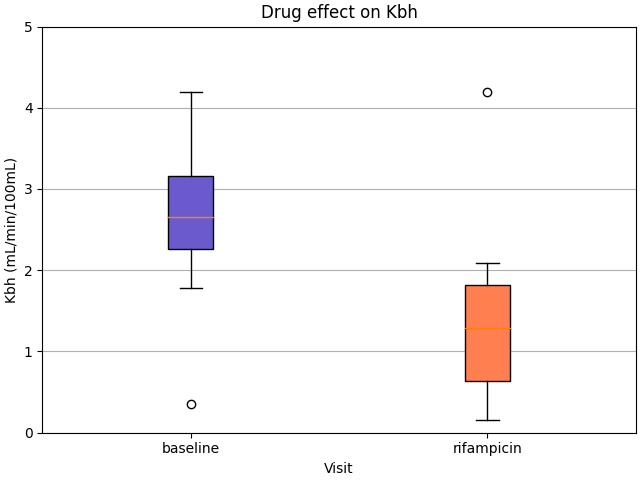 Drug effect on Kbh
Kbh (mL/min/100mL)
5
4
3
2
1
0
baseline
rifampicin
Visit